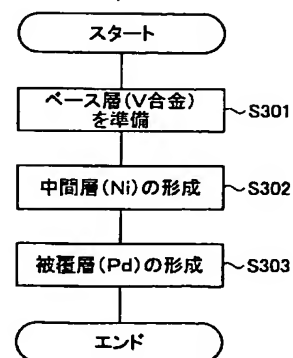 スタート
ベース層(V合金)
を準備
~S301
中間層(Ni)の形成
~S302
被覆層(Pd)の形成
~S303
エンド